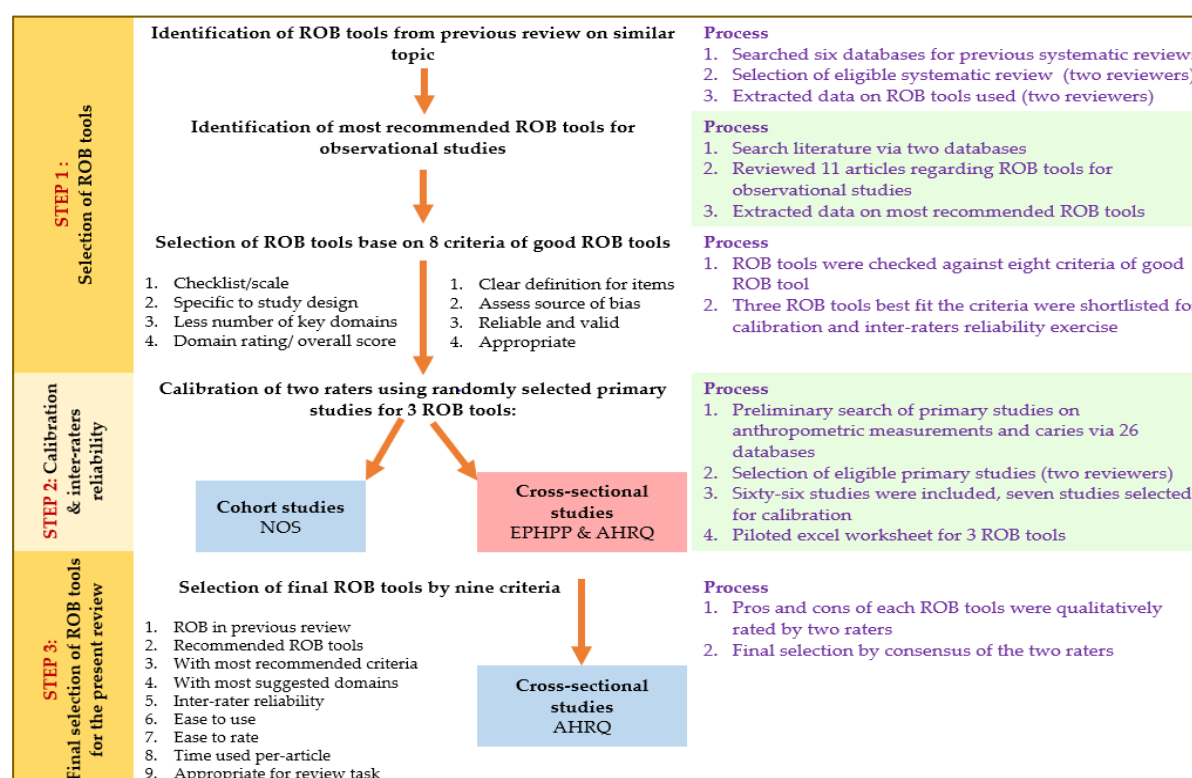 STEP 1 :
Selection of ROB tools
Identification of ROB tools from previous review on similar
topic
Process
1. Searched six databases for previous systematic review
2. Selection of eligible systematic review (two reviewers)
3. Extracted data on ROB tools used (two reviewers)
Identification of most recommended ROB tools for
observational studies
Process
1. Search literature via two databases
2. Reviewed 11 articles regarding ROB tools for
observational studies
3. Extracted data on most recommended ROB tools
Selection of ROB tools base on 8 criteria of good ROB tools
1. Checklist/scale
2. Specific to study design
3. Less number of key domains
4. Domain rating/ overall score
1. Clear definition for items
2. Assess source of bias
3. Reliable and valid
4. Appropriate
Process
1. ROB tools were checked against eight criteria of good
ROB tool
2. Three ROB tools best fit the criteria were shortlisted fo
calibration and inter-raters reliability exercise
STEP 2: Calibration
& inter-raters
reliability
Calibration of two raters using randomly selected primary
studies for 3 ROB tools:
Cohort studies
NOS
Cross-sectional
studies
EPHPP & AHRQ
Process
1. Preliminary search of primary studies on
anthropometric measurements and caries via 26
databases
2. Selection of eligible primary studies (two reviewers)
3. Sixty-six studies were included, seven studies selected
for calibration
4. Piloted excel worksheet for 3 ROB tools
STEP 3:
Final selection of ROB tools
for the present review
Selection of final ROB tools by nine criteria
1. ROB in previous review
2. Recommended ROB tools
3. With most recommended criteria
4. With most suggested domains
5. Inter-rater reliability
6. Ease to use
7. Ease to rate
8. Time used per-article
9. Appropriate for review task
Cross-sectional
studies
AHRQ
Process
1. Pros and cons of each ROB tools were qualitatively
rated by two raters
2. Final selection by consensus of the two raters